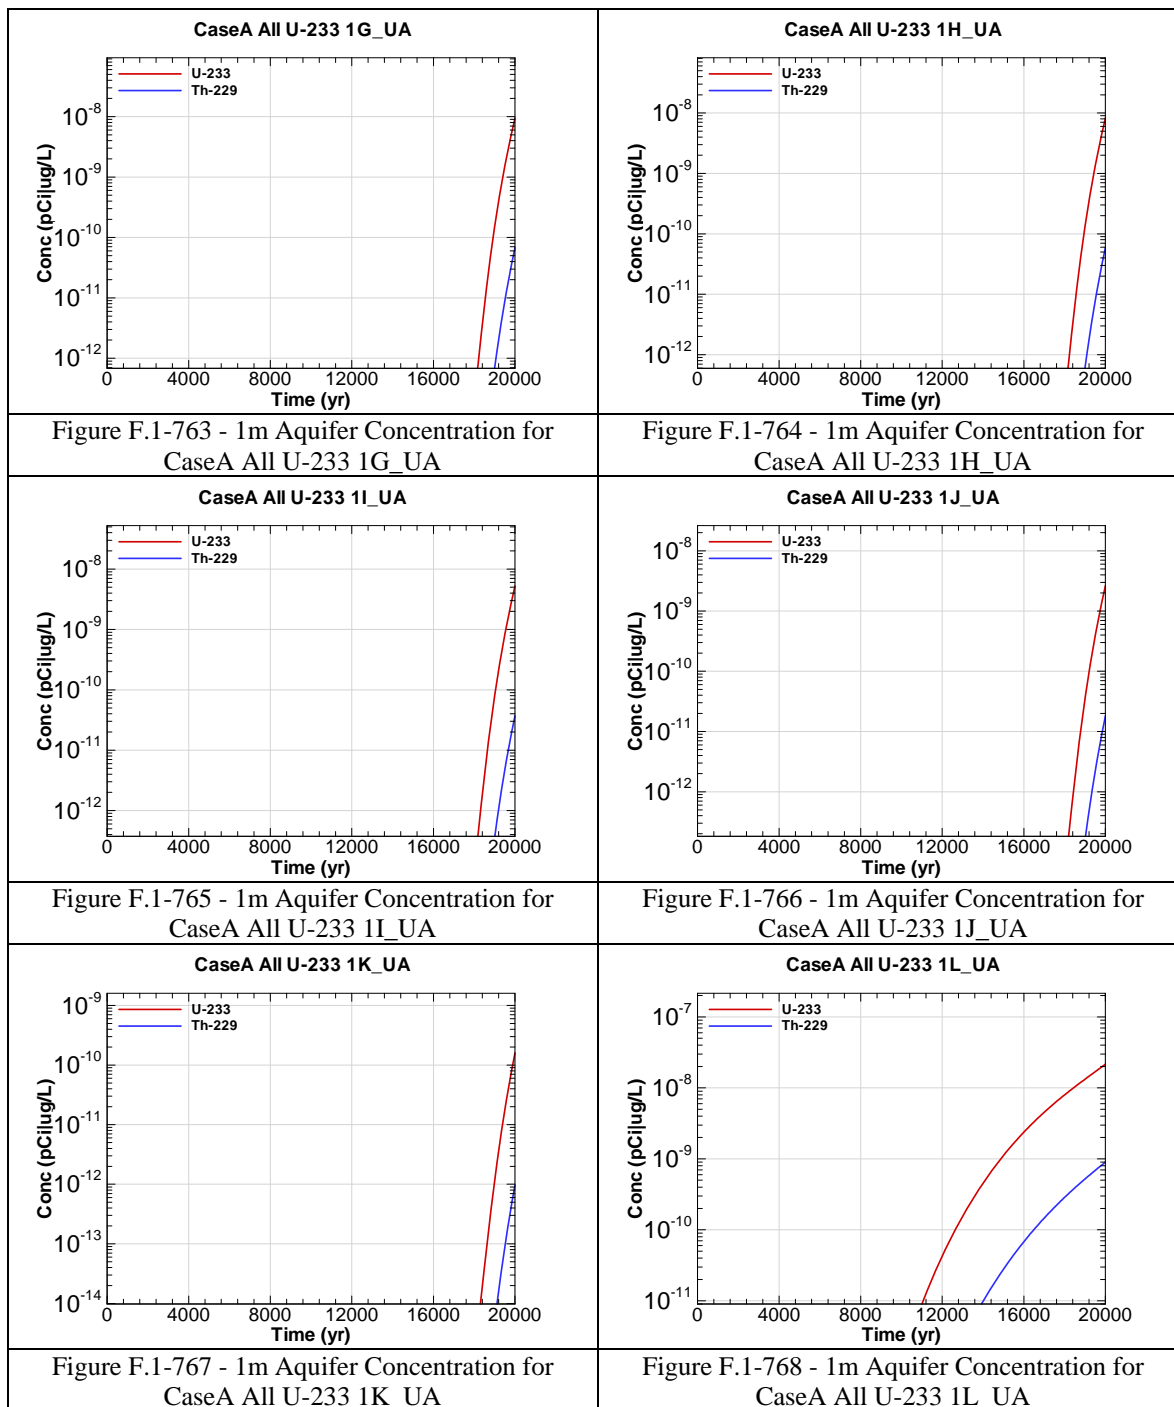 CaseA All U-233 1G_UA
U-233
Th-229
Conc (pCi|ug/L)
10-8
10-9
10-10
10-11
10-12
0 4000 8000 12000 16000 20000
Time (yr)
Figure F.1-763 - 1m Aquifer Concentration for
CaseA All U-233 1G_UA
CaseA All U-233 1H_UA
U-233
Th-229
Conc (pCi|ug/L)
10-8
10-9
10-10
10-11
10-12
0 4000 8000 12000 16000 20000
Time (yr)
Figure F.1-764 - 1m Aquifer Concentration for
CaseA All U-233 1H_UA
CaseA All U-233 1I_UA
U-233
Th-229
Conc (pCi|ug/L)
10-8
10-9
10-10
10-11
10-12
0 4000 8000 12000 16000 20000
Time (yr)
Figure F.1-765 - 1m Aquifer Concentration for
CaseA All U-233 1I_UA
CaseA All U-233 1J_UA
U-233
Th-229
Conc (pCi|ug/L)
10-8
10-9
10-10
10-11
10-12
0 4000 8000 12000 16000 20000
Time (yr)
Figure F.1-766 - 1m Aquifer Concentration for
CaseA All U-233 1J_UA
CaseA All U-233 1K_UA
U-233
Th-229
Conc (pCi|ug/L)
10-9
10-10
10-11
10-12
10-13
10-14
0 4000 8000 12000 16000 20000
Time (yr)
Figure F.1-767 - 1m Aquifer Concentration for
CaseA All U-233 1K_UA
CaseA All U-233 1L_UA
U-233
Th-229
Conc (pCi|ug/L)
10-7
10-8
10-9
10-10
10-11
0 4000 8000 12000 16000 20000
Time (yr)
Figure F.1-768 - 1m Aquifer Concentration for
CaseA All U-233 1L_UA